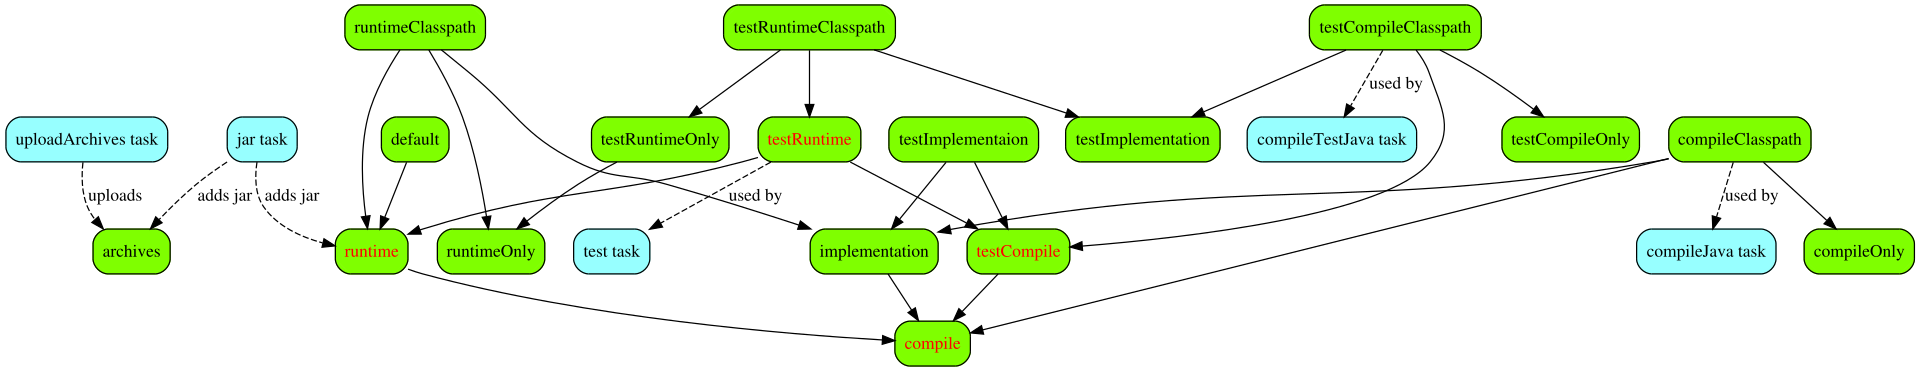 runtimeClasspath
testRuntimeClasspath
testCompileClasspath
used by
uploadArchives task
jar task
default
testRuntimeOnly
testRuntime
testImplementaion
testImplementation
compileTestJava task
testCompileOnly
compileClasspath
uploads
adds jar
adds jar
used by
used by
archives
runtime
runtimeOnly
test task
implementation
testCompile
compileJava task
compileOnly
compile